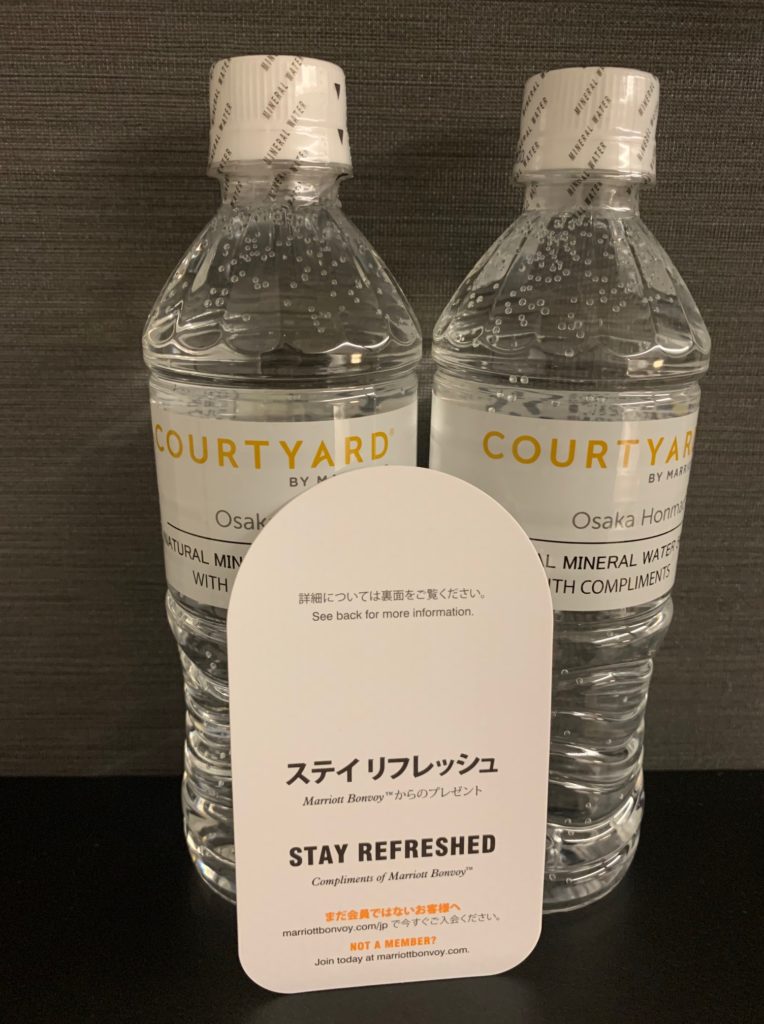 MINERAL WATER
MINERAL WATER
COURTYARD®
BY
Osaka
NATURAL
WITH
COURTYARD
BY
Osaka
MINERAL WATER
COMPLIMENTS
詳細については裏面をご覧ください。
See back for more information.
ステイ リフレッシュ
Marriott Bonvoy™からのプレゼント
STAY REFRESHED
Compliments of Marriott Bonvoy™
まだ会員ではないお客様へ
marriottbonvoy.com/jp で今すぐご入会ください。
NOT A MEMBER?
Join today at marriottbonvoy.com.